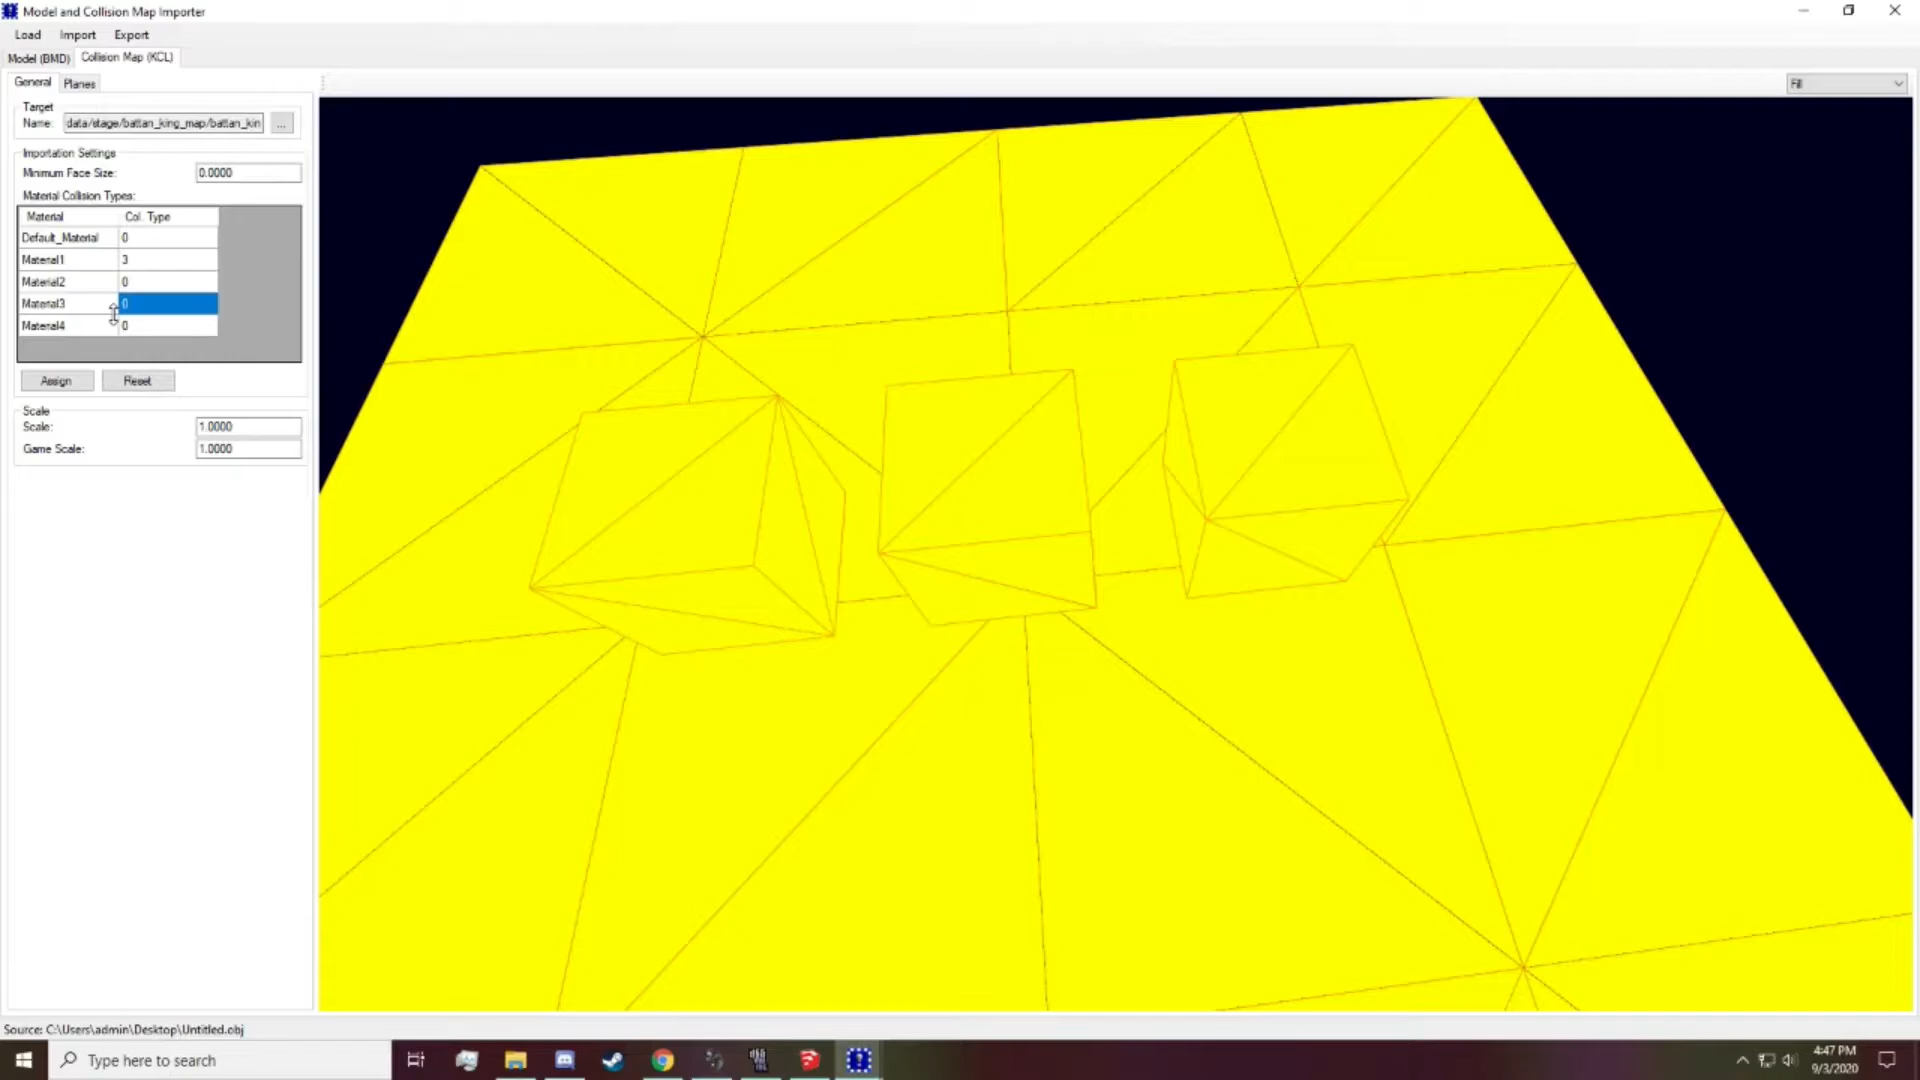 Model and Collision Map Importer
Load Import Export
Model (BMD) Collision Map (KCL)
General Planes
Fill
Target
Name: data/stage/battan_king_map/battan_kin ...
Importation Settings
Minimum Face Size: 0.0000
Material Collision Types:
Material Col. Type
Default_Material 0
Material1 3
Material2 0
Material3 0
Material4 0
Assign Reset
Scale
Scale: 1.0000
Game Scale: 1.0000
Source: C:\Users\admin\Desktop\Untitled.obj
Type here to search
4:47 PM
9/3/2020